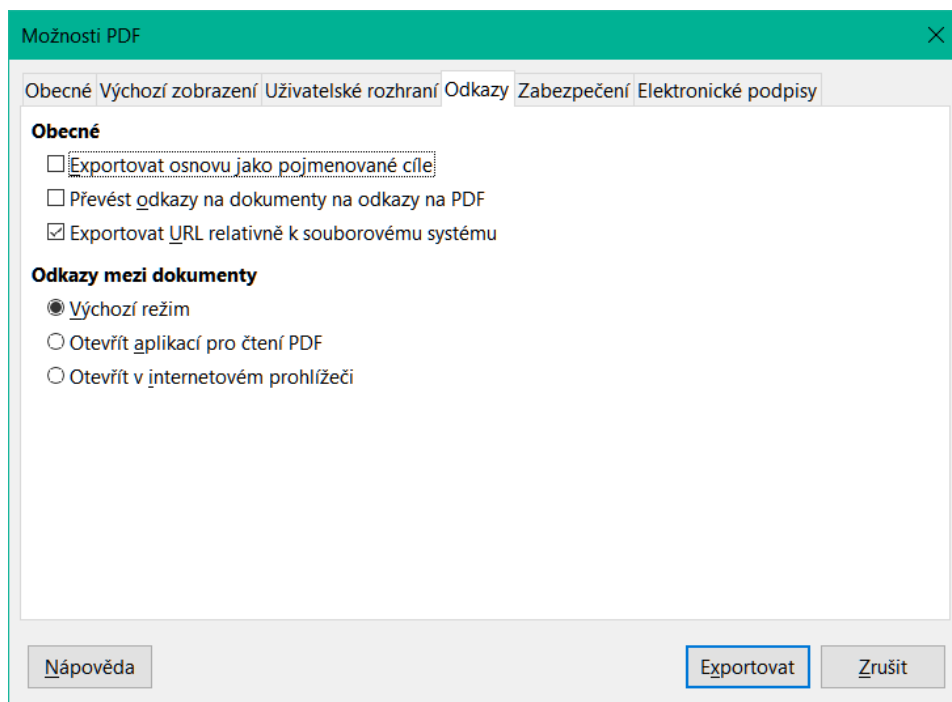 Možnosti PDF
Obecné Výchozí zobrazení Uživatelské rozhraní Odkazy Zabezpečení Elektronické podpisy
Obecné
Exportovat osnovu jako pojmenované cíle
Převést odkazy na dokumenty na odkazy na PDF
Exportovat URL relativně k souborovému systému
Odkazy mezi dokumenty
Výchozí režim
Otevřít aplikací pro čtení PDF
Otevřít v internetovém prohlížeči
Nápověda Exportovat Zrušit